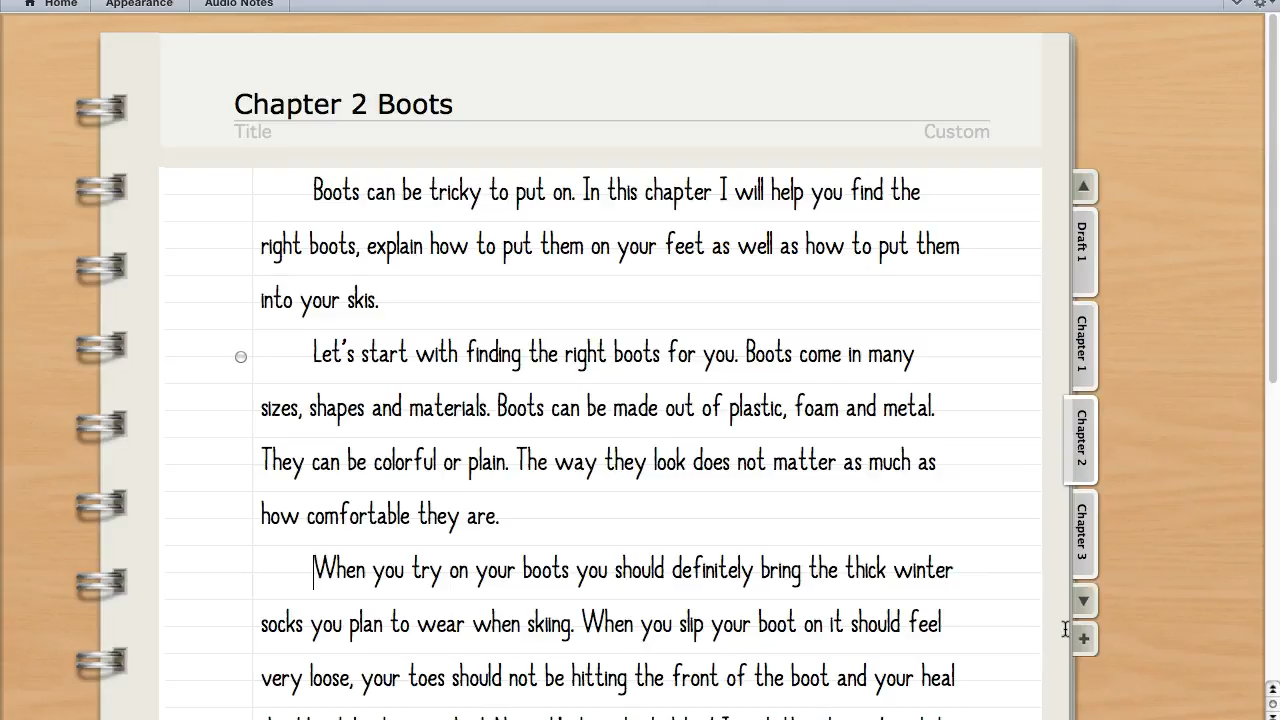 Home Appearance Audio Notes
Chapter 2 Boots
Title Custom
Boots can be tricky to put on. In this chapter I will help you find the
right boots, explain how to put them on your feet as well as how to put them
into your skis.
Let's start with finding the right boots for you. Boots come in many
sizes, shapes and materials. Boots can be made out of plastic, foam and metal.
They can be colorful or plain. The way they look does not matter as much as
how comfortable they are.
When you try on your boots you should definitely bring the thick winter
socks you plan to wear when skiing. When you slip your boot on it should feel
very loose, your toes should not be hitting the front of the boot and your heal
Draft 1
Chapter 1
Chapter 2
Chapter 3